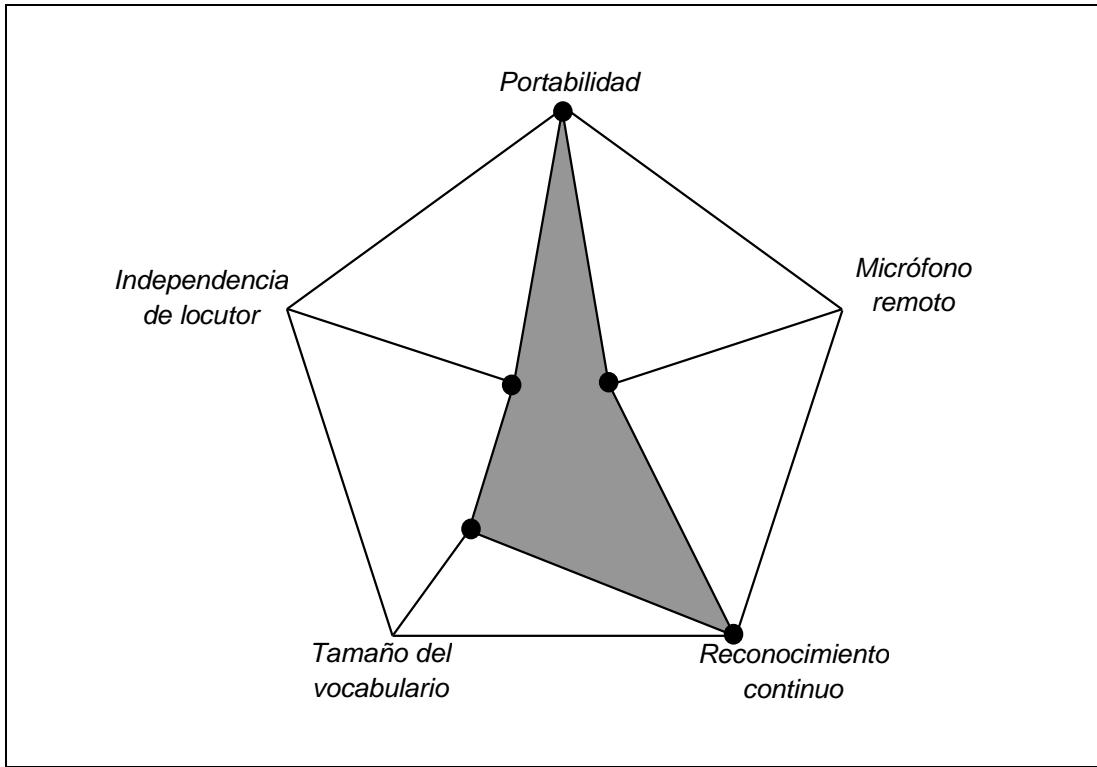 Portabilidad
Independencia
de locutor
Micrófono
remoto
Tamaño del
vocabulario
Reconocimiento
continuo